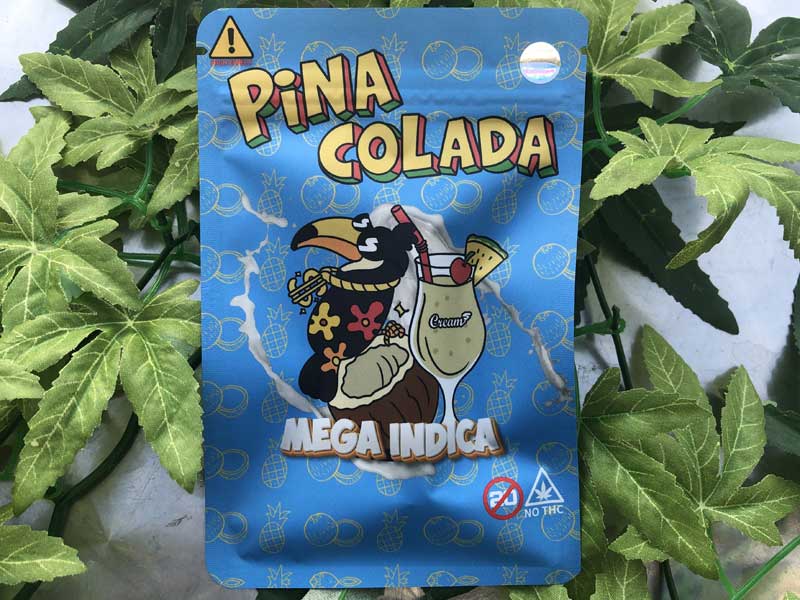 PiNA
COLADA
Cream
MEGA INDICA
20
NO THC